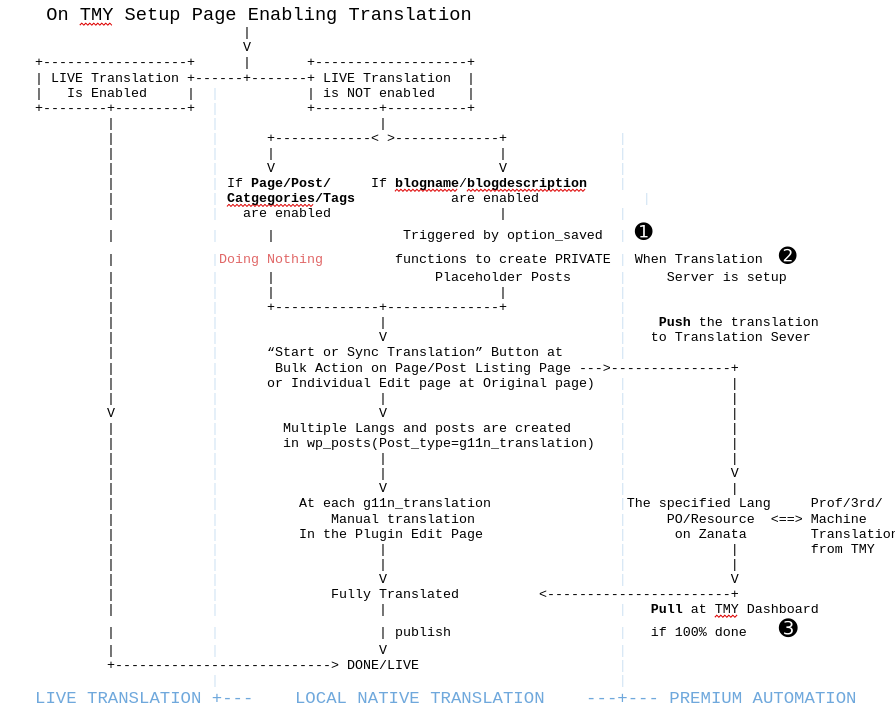 On TMY Setup Page Enabling Translation
|
V
+------------------+      |       +-------------------+
| LIVE Translation +------+-------+ LIVE Translation  |
|   Is Enabled     |  |           | is NOT enabled    |
+--------+---------+  |           +--------+----------+
|            |                    |
|            |      +------------< >-------------+              |
|            |      |                            |              |
|            |      V                            V              |
|            | If Page/Post/     If blogname/blogdescription    |
|            | Catgegories/Tags            are enabled             |
|            |   are enabled                     |              |
|            |      |                Triggered by option_saved  |  ❶
|            |Doing Nothing         functions to create PRIVATE | When Translation  ❷
|            |      |                    Placeholder Posts      |     Server is setup
|            |      |                            |              |
|            |      +-------------+--------------+              |
|            |                    |                             |    Push the translation
|            |                    V                             |   to Translation Sever
|            |      “Start or Sync Translation” Button at       |
|            |       Bulk Action on Page/Post Listing Page --->---------------+
|            |      or Individual Edit page at Original page)   |             |
|            |                    |                             |             |
V            |                    V                             |             |
|            |        Multiple Langs and posts are created      |             |
|            |        in wp_posts(Post_type=g11n_translation)   |             |
|            |                    |                             |             |
|            |                    |                             |             V
|            |                    V                             |             |
|            |          At each g11n_translation                |The specified Lang     Prof/3rd/
|            |              Manual translation                  |     PO/Resource  <==> Machine
|            |          In the Plugin Edit Page                 |      on Zanata        Translation
|            |                    |                             |             |         from TMY
|            |                    |                             |             |
|            |                    V                             |             V
|            |              Fully Translated          <-----------------------+
|            |                    |                             |   Pull at TMY Dashboard
|            |                    | publish                     |   if 100% done    ❸
|            |                    V                             |
+---------------------------> DONE/LIVE                         |
|                                                  |
LIVE TRANSLATION +---    LOCAL NATIVE TRANSLATION    ---+--- PREMIUM AUTOMATION